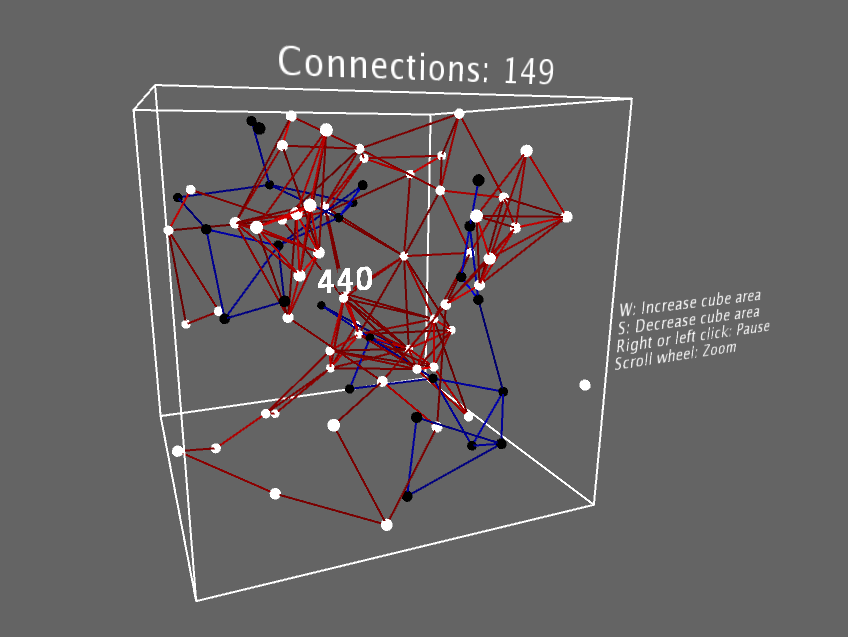 Connections: 149
440
W: Increase cube area
S: Decrease cube area
Right or left click: Pause
Scroll wheel: Zoom